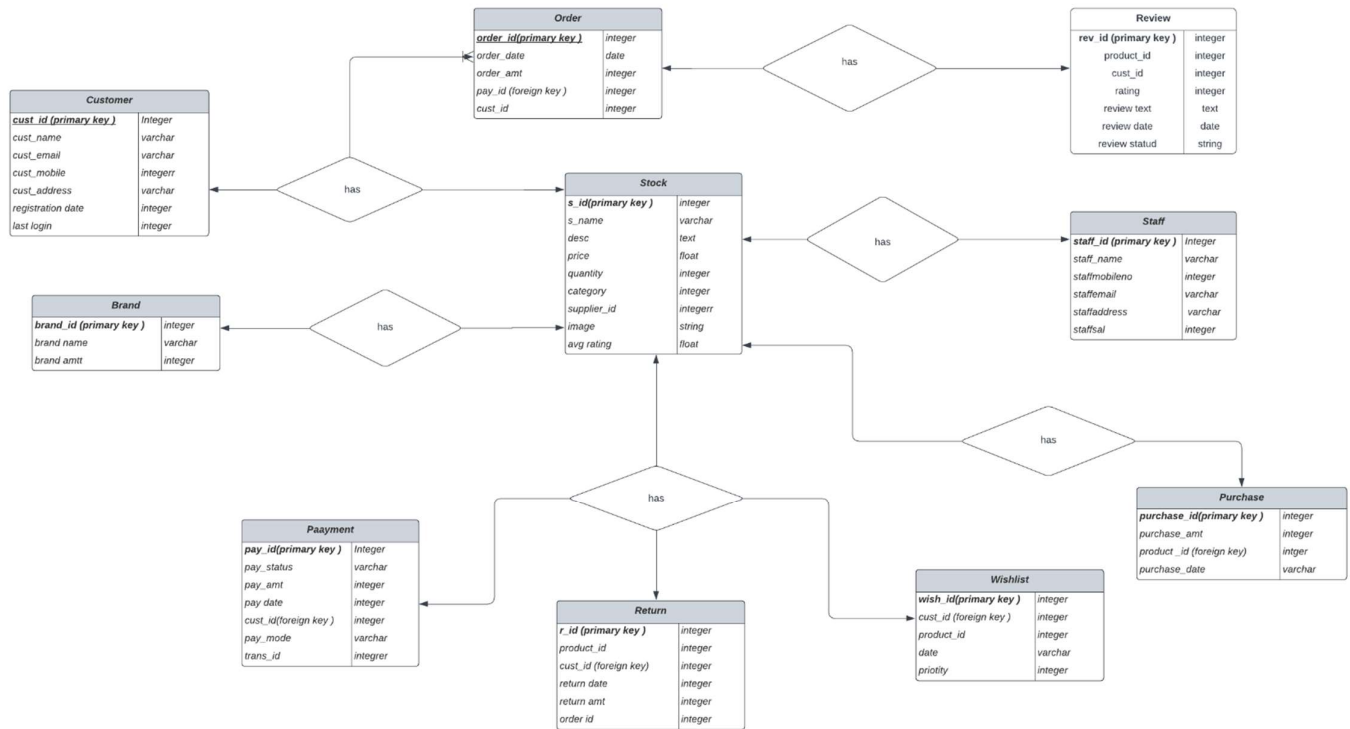 Order
order_id(primary key ) integer
order_date date
order_amt integer
pay_id (foreign key ) integer
cust_id integer
has
Review
rev_id (primary key ) integer
product_id integer
cust_id integer
rating integer
review text text
review date date
review statud string
Customer
cust_id (primary key ) Integer
cust_name varchar
cust_email varchar
cust_mobile integerr
cust_address varchar
registration date integer
last login integer
has
Stock
s_id(primary key ) integer
s_name varchar
desc text
price float
quantity integer
category integer
supplier_id integerr
image string
avg rating float
has
Staff
staff_id (primary key ) Integer
staff_name varchar
staffmobileno integer
staffemail varchar
staffaddress varchar
staffsal integer
Brand
brand_id (primary key ) integer
brand name varchar
brand amtt integer
has
has
Purchase
purchase_id(primary key ) integer
purchase_amt integer
product _id (foreign key) intger
purchase_date varchar
has
Paayment
pay_id(primary key ) Integer
pay_status varchar
pay_amt integer
pay date integer
cust_id(foreign key ) integer
pay_mode varchar
trans_id integrer
Return
r_id (primary key ) integer
product_id integer
cust_id (foreign key) integer
return date integer
return amt integer
order id integer
Wishlist
wish_id(primary key ) integer
cust_id (foreign key ) integer
product_id integer
date varchar
priotity integer